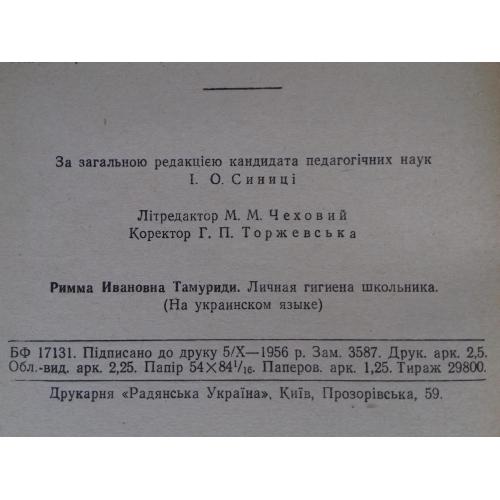 За загальною редакцією кандидата педагогічних наук
І. О. Синиці
Літредактор М. М. Чеховий
Коректор Г. П. Торжевська
Римма Ивановна Тамуриди. Личная гигиена школьника.
(На украинском языке)
БФ 17131. Підписано до друку 5/X—1956 р. Зам. 3587. Друк. арк. 2,5.
Обл.-вид. арк. 2,25. Папір 54×84¹/₁₆. Паперов. арк. 1,25. Тираж 29800.
Друкарня «Радянська Україна», Київ, Прозорівська, 59.